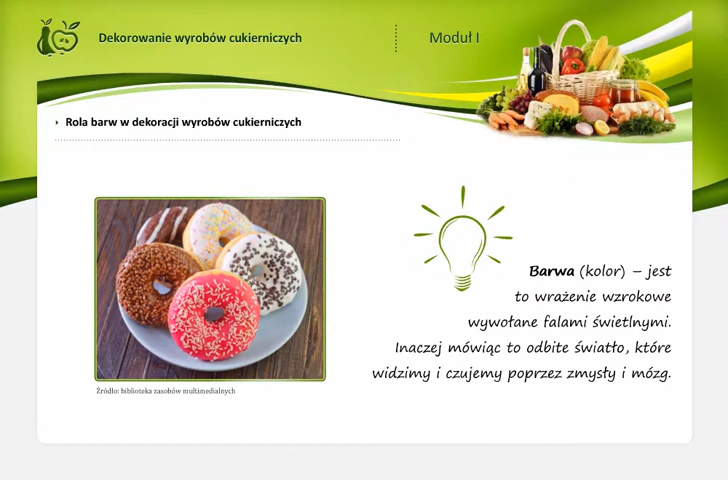 Dekorowanie wyrobów cukierniczych
Moduł I
Rola barw w dekoracji wyrobów cukierniczych
Barwa (kolor) – jest
to wrażenie wzrokowe
wywołane falami świetlnymi.
Inaczej mówiąc to odbite światło, które
widzimy i czujemy poprzez zmysły i mózg.
Źródło: biblioteka zasobów multimedialnych